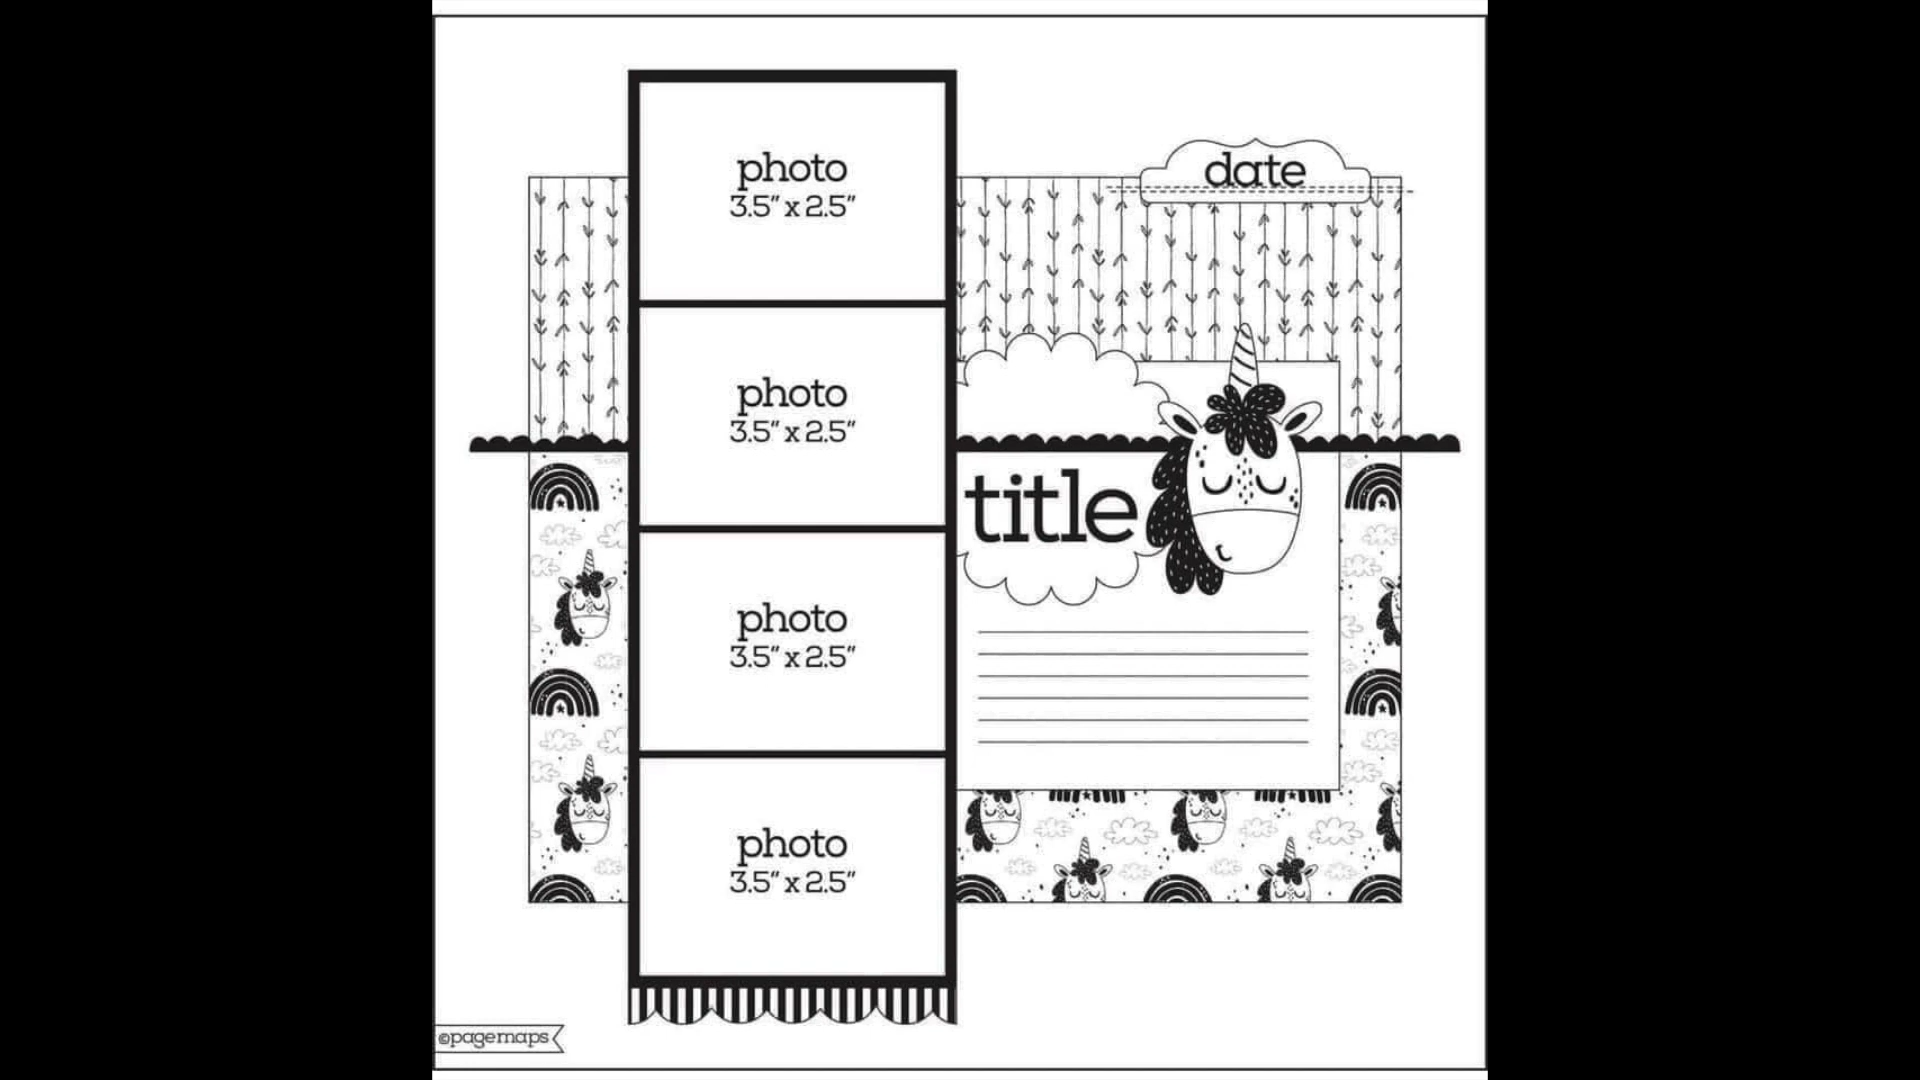 photo
3.5" x 2.5"
date
photo
3.5" x 2.5"
title
photo
3.5" x 2.5"
photo
3.5" x 2.5"
©pagemaps